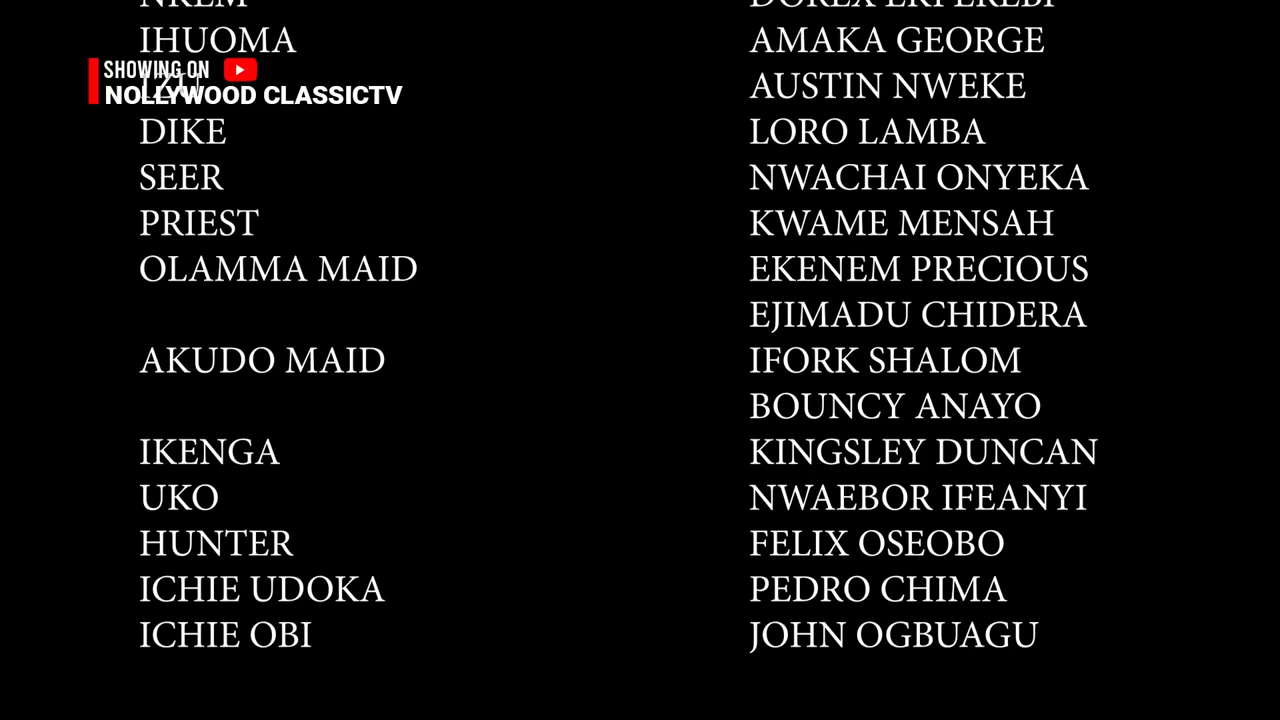 IHUOMA AMAKA GEORGE
SHOWING ON
IZU AUSTIN NWEKE
NOLLYWOOD CLASSICTV
DIKE LORO LAMBA
SEER NWACHAI ONYEKA
PRIEST KWAME MENSAH
OLAMMA MAID EKENEM PRECIOUS
EJIMADU CHIDERA
AKUDO MAID IFORK SHALOM
BOUNCY ANAYO
IKENGA KINGSLEY DUNCAN
UKO NWAEBOR IFEANYI
HUNTER FELIX OSEOBO
ICHIE UDOKA PEDRO CHIMA
ICHIE OBI JOHN OGBUAGU